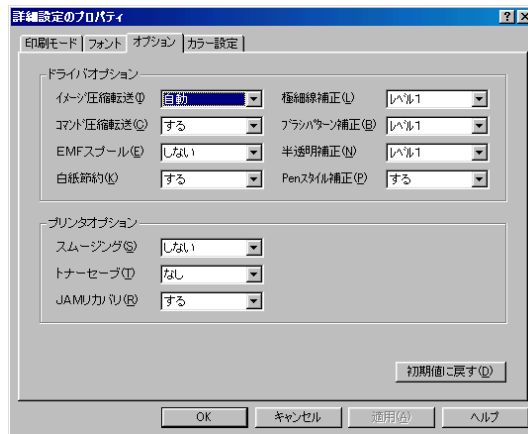 詳細設定のプロパティ
印刷モード フォント オプション カラー設定
ドライバオプション
イメージ圧縮転送(I) 自動 極細線補正(L) レベル1
コマンド圧縮転送(C) する ブラシパターン補正(B) レベル1
EMFスプール(E) しない 半透明補正(N) レベル1
白紙節約(K) する Penスタイル補正(P) する
プリンタオプション
スムージング(S) しない
トナーセーブ(T) なし
JAMリカバリ(R) する
初期値に戻す(D)
OK キャンセル 適用(A) ヘルプ